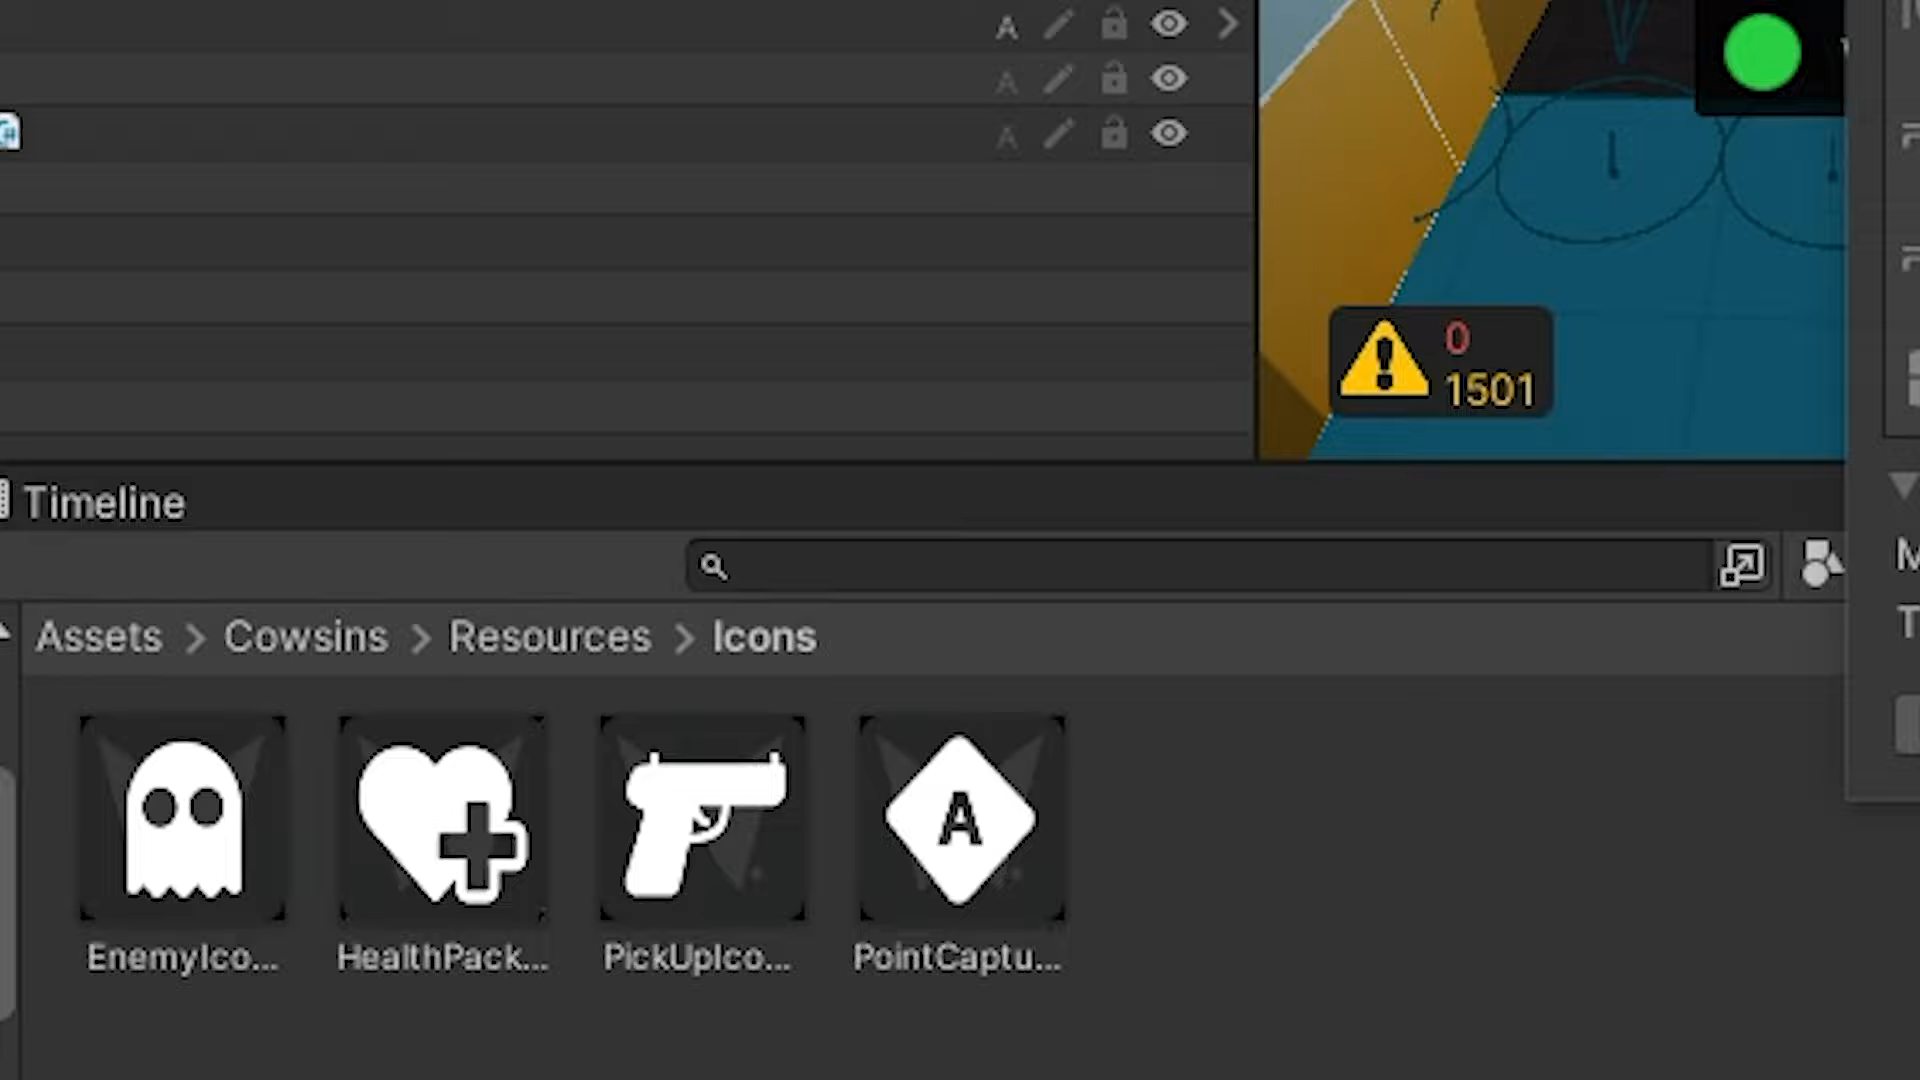 A
A
A
0
1501
Timeline
Assets > Cowsins > Resources > Icons
A
EnemyIco...
HealthPack...
PickUpIco...
PointCaptu...
M
T